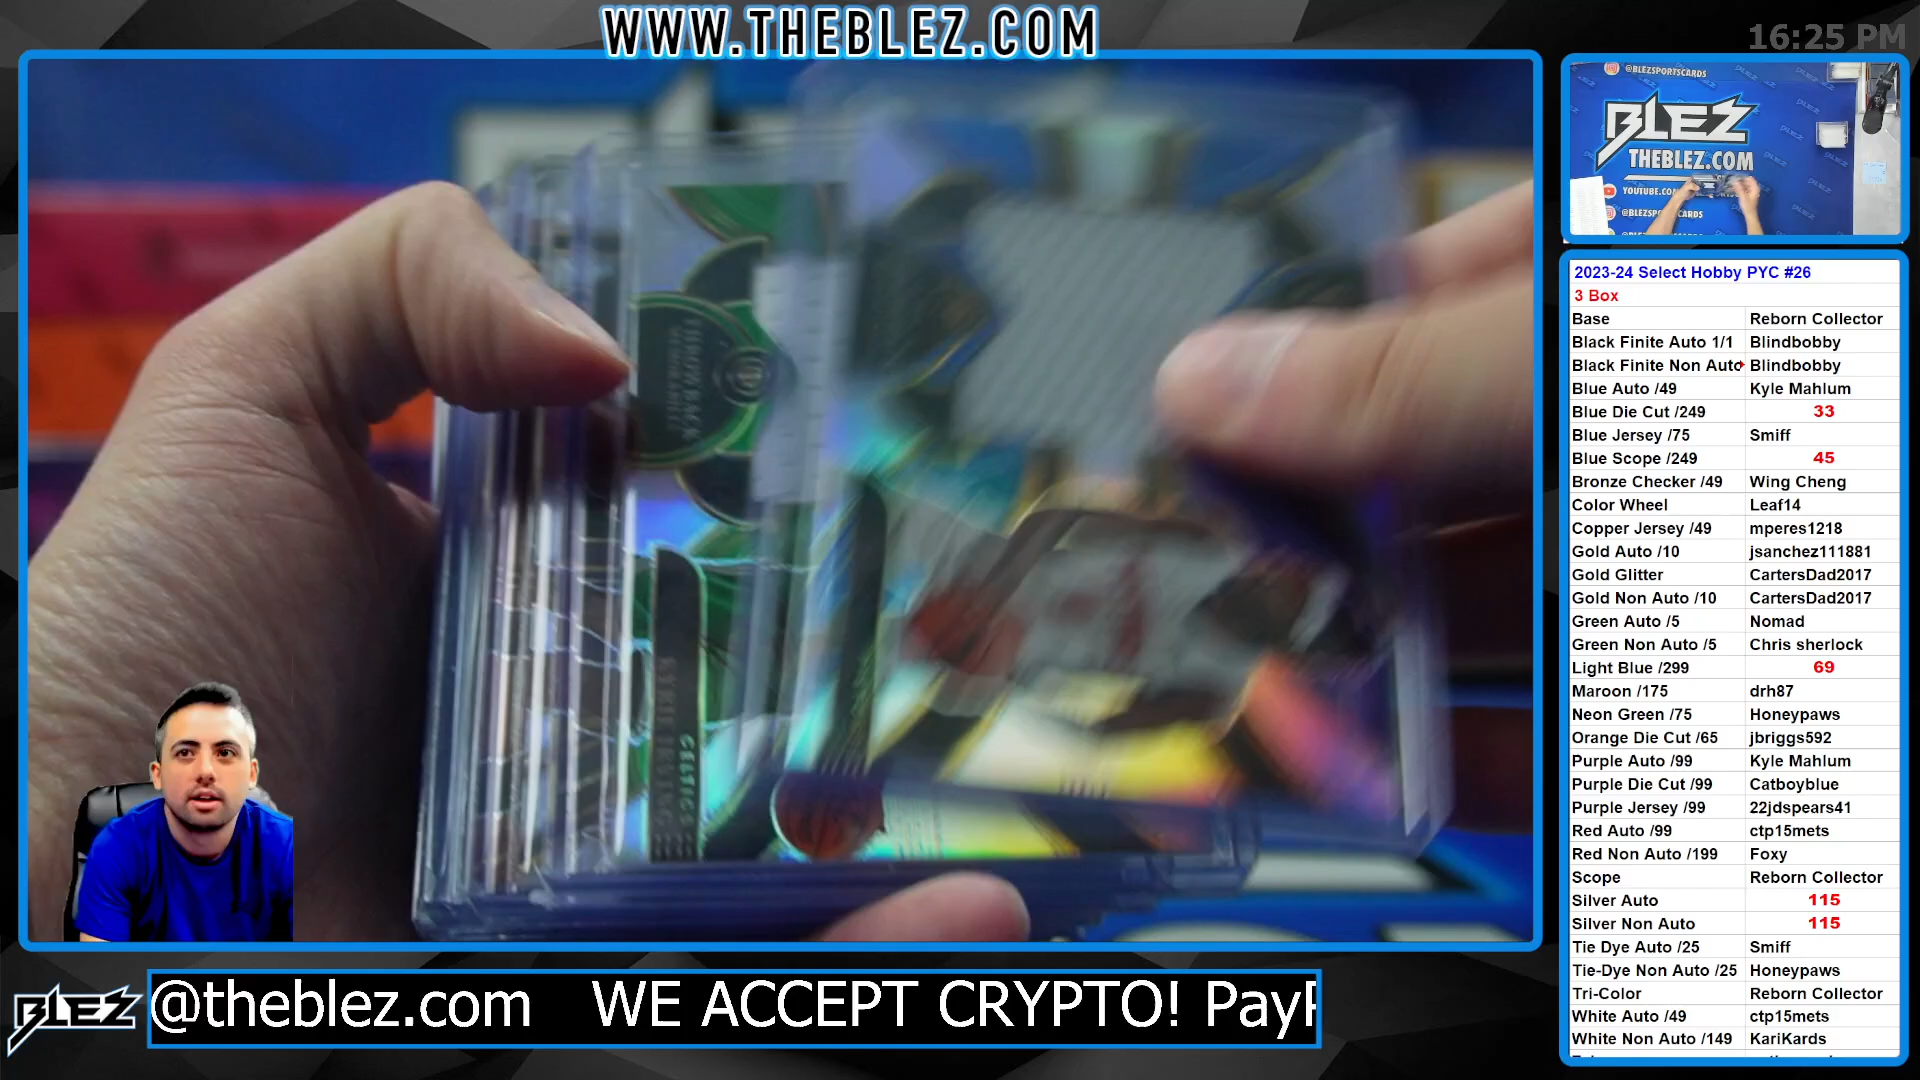 WWW.THEBLEZ.COM
16:25 PM
@BLEZSPORTSCARDS
BLEZ
THEBLEZ.COM
YOUTUBE.COM
@BLEZSP CARDS
2023-24 Select Hobby PYC #26
3 Box
Base Reborn Collector
Black Finite Auto 1/1 Blindbobby
Black Finite Non Auto Blindbobby
Blue Auto /49 Kyle Mahlum
Blue Die Cut /249 33
Blue Jersey /75 Smiff
Blue Scope /249 45
Bronze Checker /49 Wing Cheng
Color Wheel Leaf14
Copper Jersey /49 mperes1218
Gold Auto /10 jsanchez111881
Gold Glitter CartersDad2017
Gold Non Auto /10 CartersDad2017
Green Auto /5 Nomad
Green Non Auto /5 Chris sherlock
Light Blue /299 69
Maroon /175 drh87
Neon Green /75 Honeypaws
Orange Die Cut /65 jbriggs592
Purple Auto /99 Kyle Mahlum
Purple Die Cut /99 Catboyblue
Purple Jersey /99 22jdspears41
Red Auto /99 ctp15mets
Red Non Auto /199 Foxy
Scope Reborn Collector
Silver Auto 115
Silver Non Auto 115
Tie Dye Auto /25 Smiff
Tie-Dye Non Auto /25 Honeypaws
Tri-Color Reborn Collector
White Auto /49 ctp15mets
White Non Auto /149 KariKards
THROWBACK
MEMORABILIA
CELTICS
BLEZ
@theblez.com WE ACCEPT CRYPTO! Pay